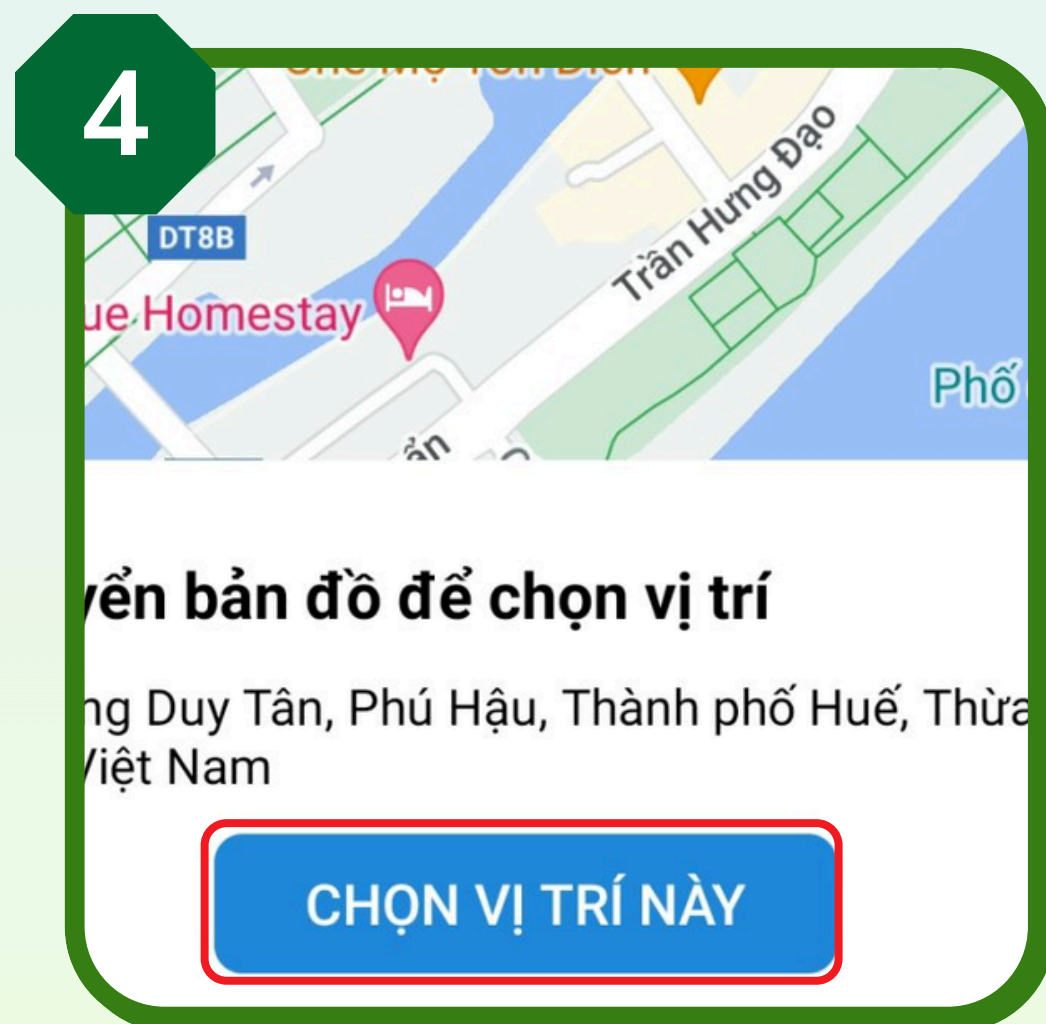 4
DT8B
ue Homestay
Trần Hưng Đạo
Phố
ẩn
yển bản đồ để chọn vị trí
ng Duy Tân, Phú Hậu, Thành phố Huế, Thừa
Việt Nam
CHỌN VỊ TRÍ NÀY